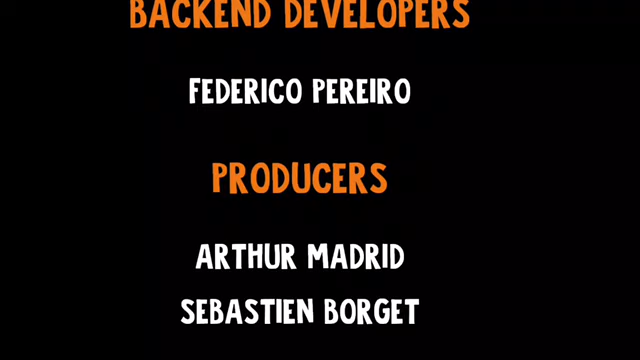 BACKEND DEVELOPERS
FEDERICO PEREIRO
PRODUCERS
ARTHUR MADRID
SEBASTIEN BORGET